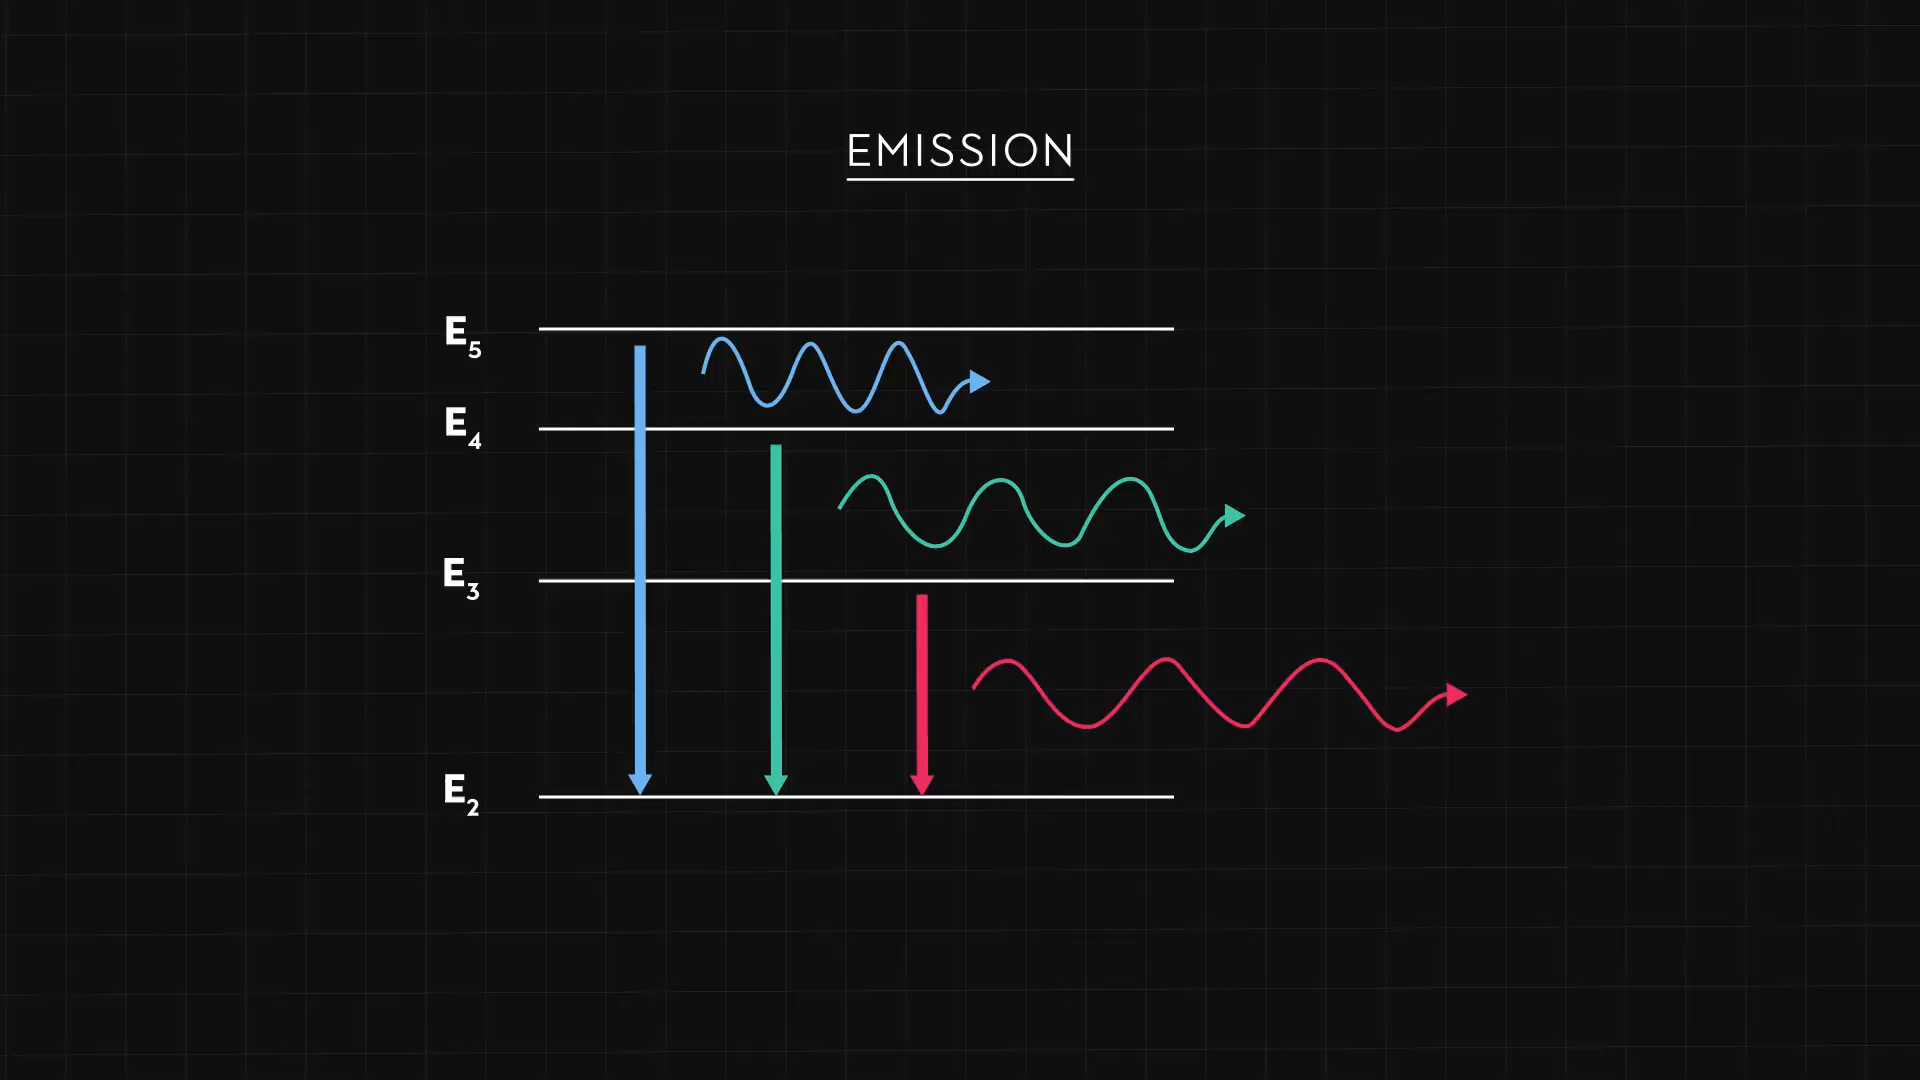 EMISSION
E₅
E₄
E₃
E₂